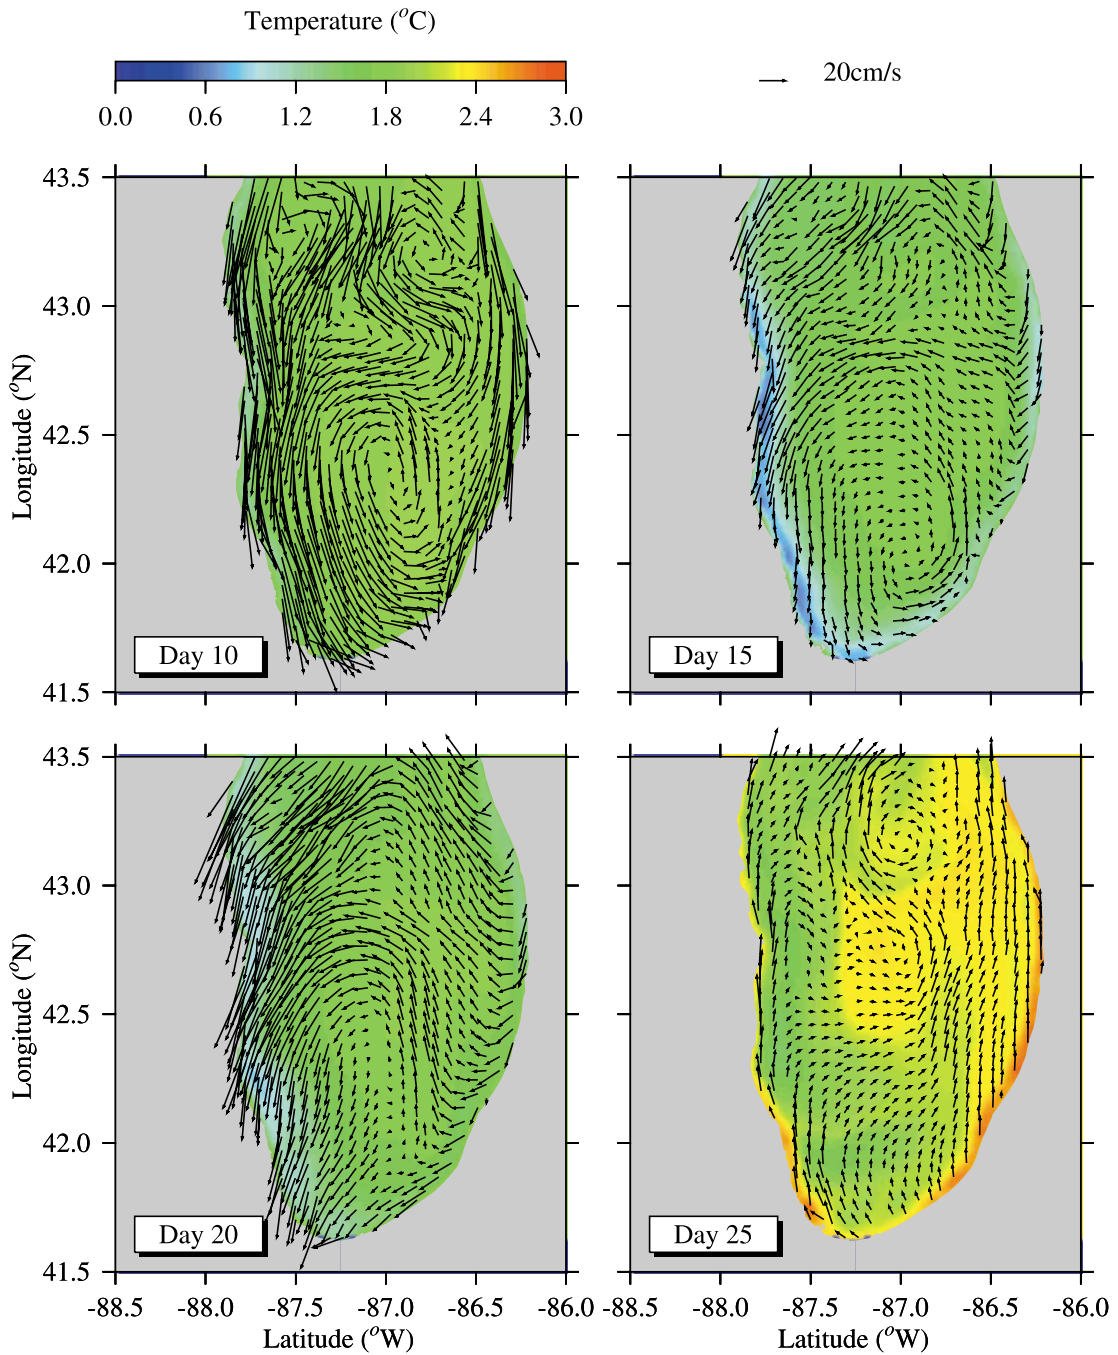 Temperature (°C)
20cm/s
0.0 0.6 1.2 1.8 2.4 3.0
43.5
43.0
42.5
42.0
41.5
Longitude (°N)
Day 10
Day 15
43.5
43.0
42.5
42.0
41.5
Longitude (°N)
Day 20
Day 25
-88.5 -88.0 -87.5 -87.0 -86.5 -86.0
-88.5 -88.0 -87.5 -87.0 -86.5 -86.0
Latitude (°W)
Latitude (°W)